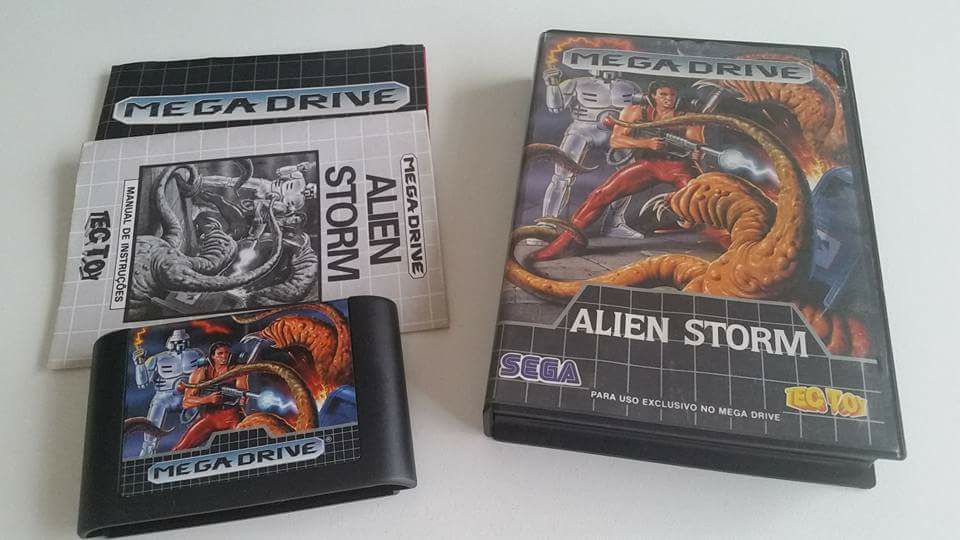 MEGA DRIVE
MEGA DRIVE
ALIEN
STORM
MANUAL DE INSTRUÇÕES
TEC TOY
MEGA DRIVE®
MEGA DRIVE
ALIEN STORM
SEGA
PARA USO EXCLUSIVO NO MEGA DRIVE
TEC TOY